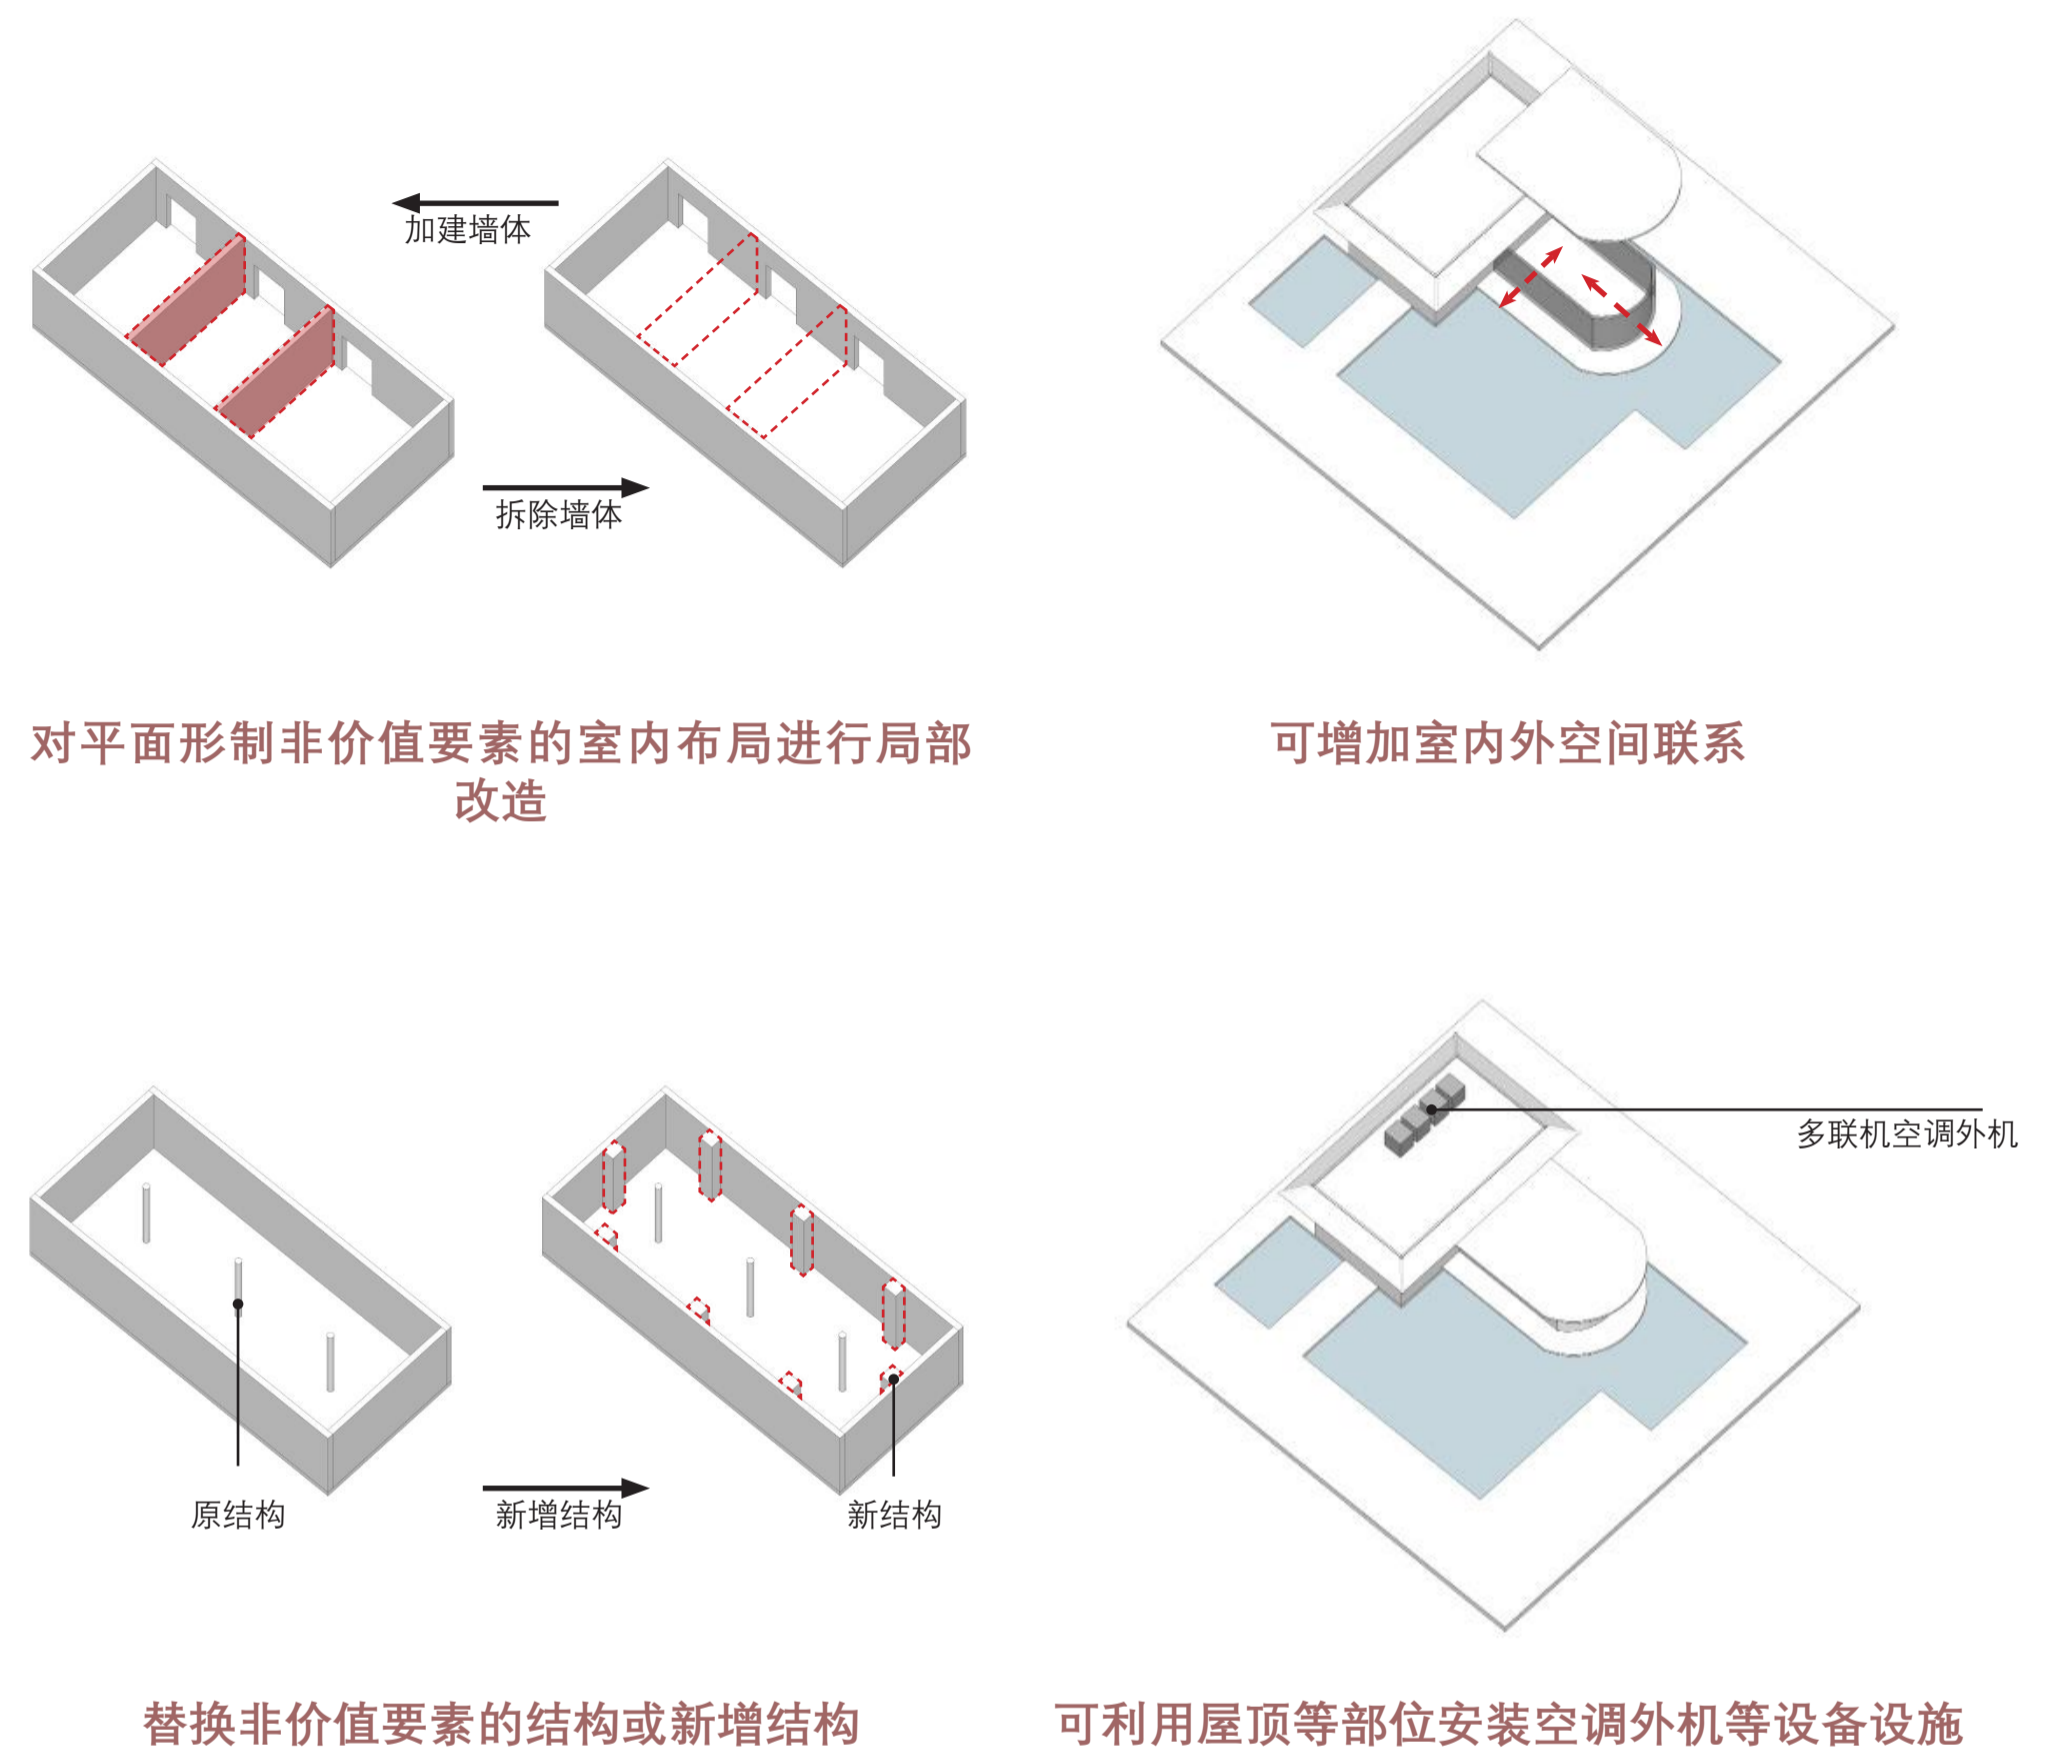 加建墙体
拆除墙体
对平面形制非价值要素的室内布局进行局部
改造
可增加室内外空间联系
多联机空调外机
原结构
新增结构
新结构
替换非价值要素的结构或新增结构
可利用屋顶等部位安装空调外机等设备设施